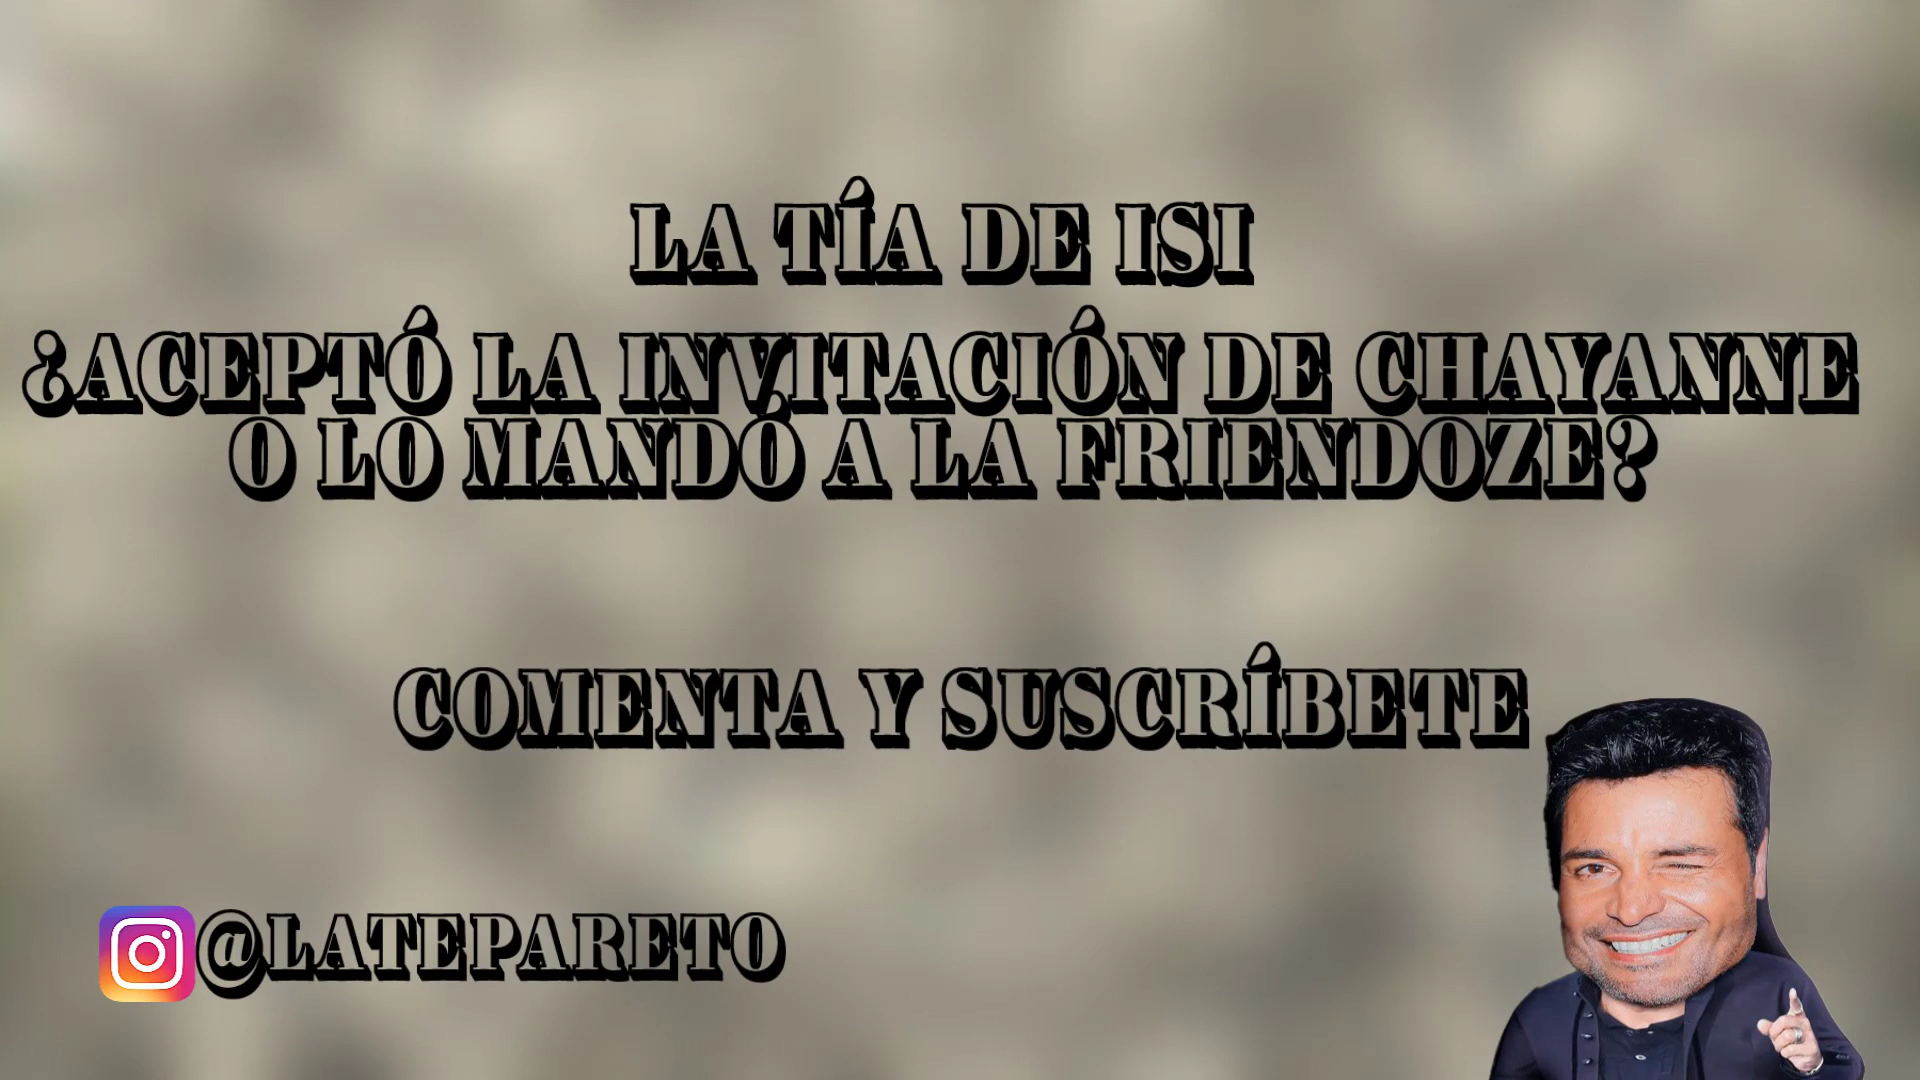 LA TÍA DE ISI
¿ACEPTÓ LA INVITACIÓN DE CHAYANNE
O LO MANDÓ A LA FRIENDOZE?
COMENTA Y SUSCRÍBETE
@LATEPARETO